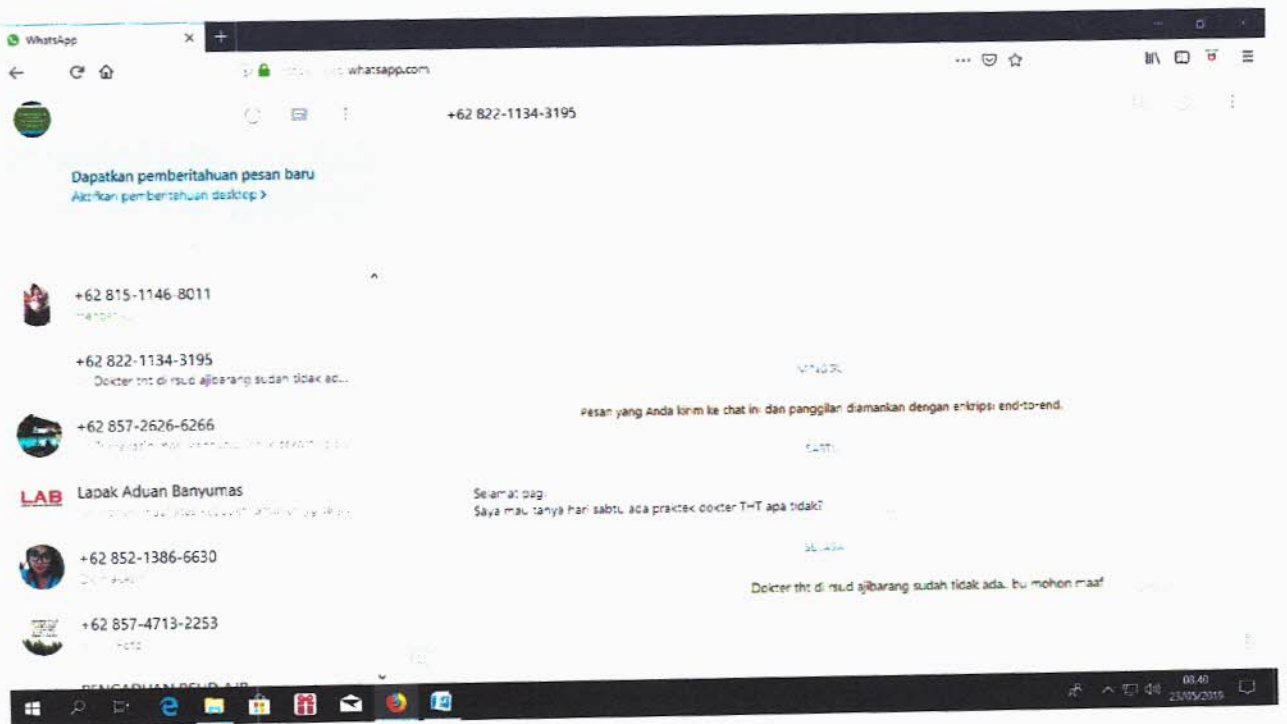 WhatsApp
whatsapp.com
+62 822-1134-3195
Dapatkan pemberitahuan pesan baru
Aktifkan pemberitahuan desktop >
+62 815-1146-8011
+62 822-1134-3195
Dokter tht di rsud ajibarang sudah tidak ad...
+62 857-2626-6266
LAB
Lapak Aduan Banyumas
+62 852-1386-6630
+62 857-4713-2253
MINGGU
Pesan yang Anda kirim ke chat ini dan panggilan diamankan dengan enkripsi end-to-end.
SABTU
Selamat pagi
Saya mau tanya hari sabtu ada praktek dokter THT apa tidak?
SELASA
Dokter tht di rsud ajibarang sudah tidak ada.. bu mohon maaf
08.40
23/05/2019